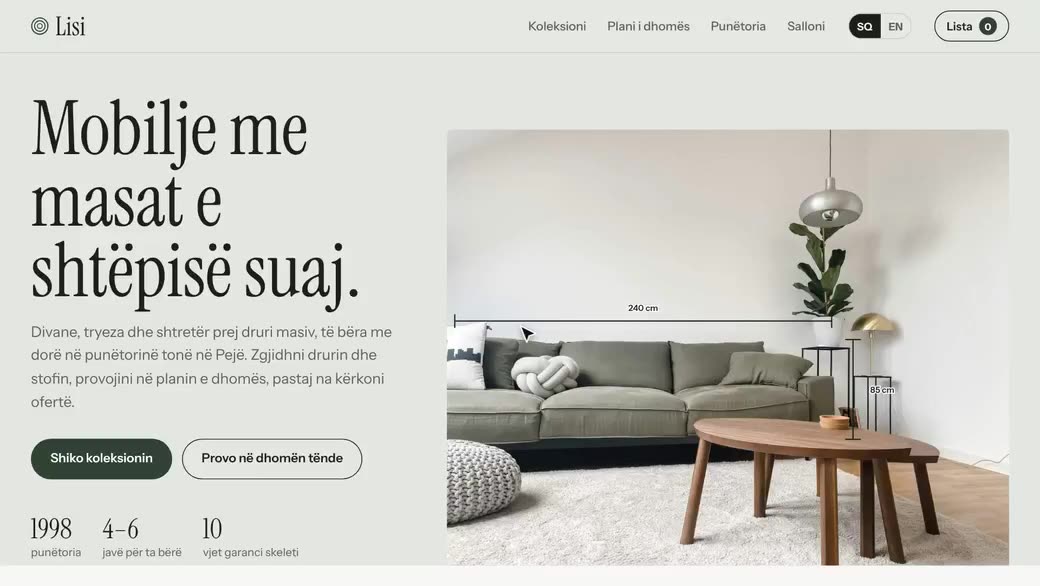 Lisi
Koleksioni
Plani i dhomës
Punëtoria
Salloni
SQ
EN
Lista 0
Mobilje me
masat e
shtëpisë suaj.
Divane, tryeza dhe shtretër prej druri masiv, të bëra me
dorë në punëtorinë tonë në Pejë. Zgjidhni drurin dhe
stofin, provojini në planin e dhomës, pastaj na kërkoni
ofertë.
Shiko koleksionin
Provo në dhomën tënde
1998
4–6
10
punëtoria
javë për ta bërë
vjet garanci skeleti
240 cm
85 cm